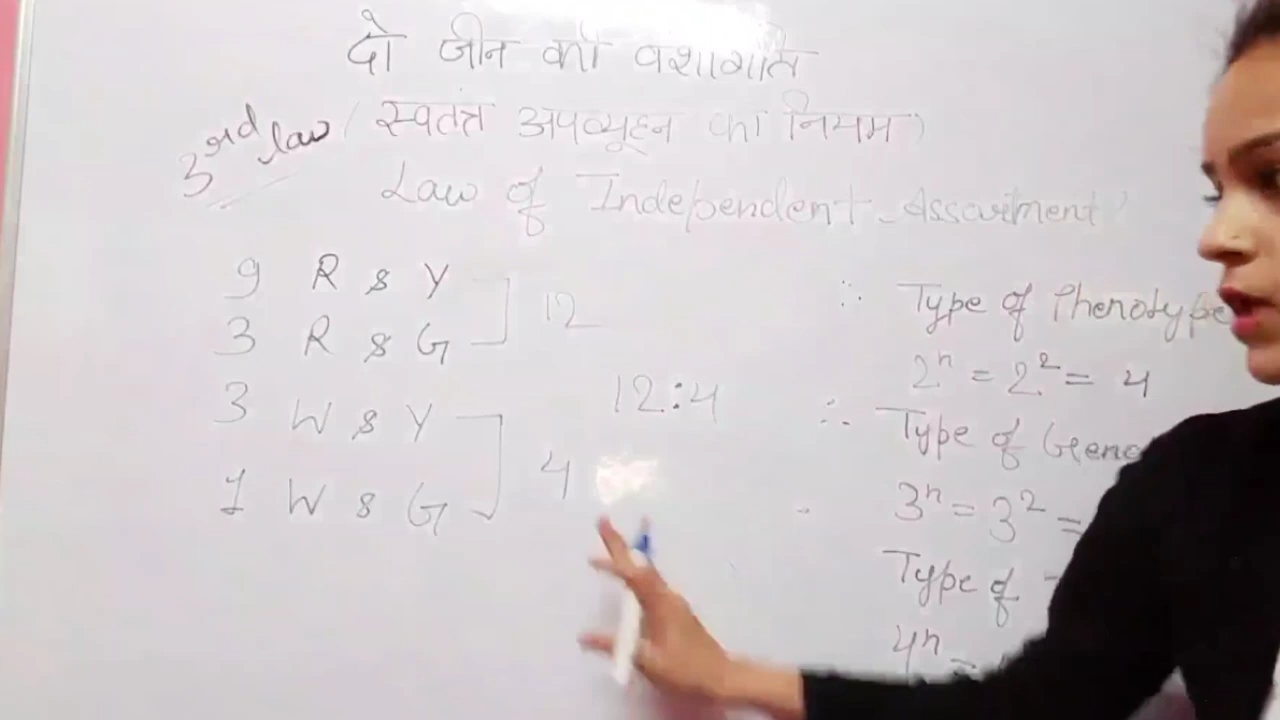 दो जीन की वंशागति
3rd law (स्वतंत्र अपव्यूहन का नियम)
Law of Independent Assortment
9 R & Y
3 R & G
12
3 W & Y
1 W & G
4
12:4
∴ Type of Phenotype
2ⁿ = 2² = 4
∴ Type of Geno
3ⁿ = 3² =
Type of
4ⁿ =